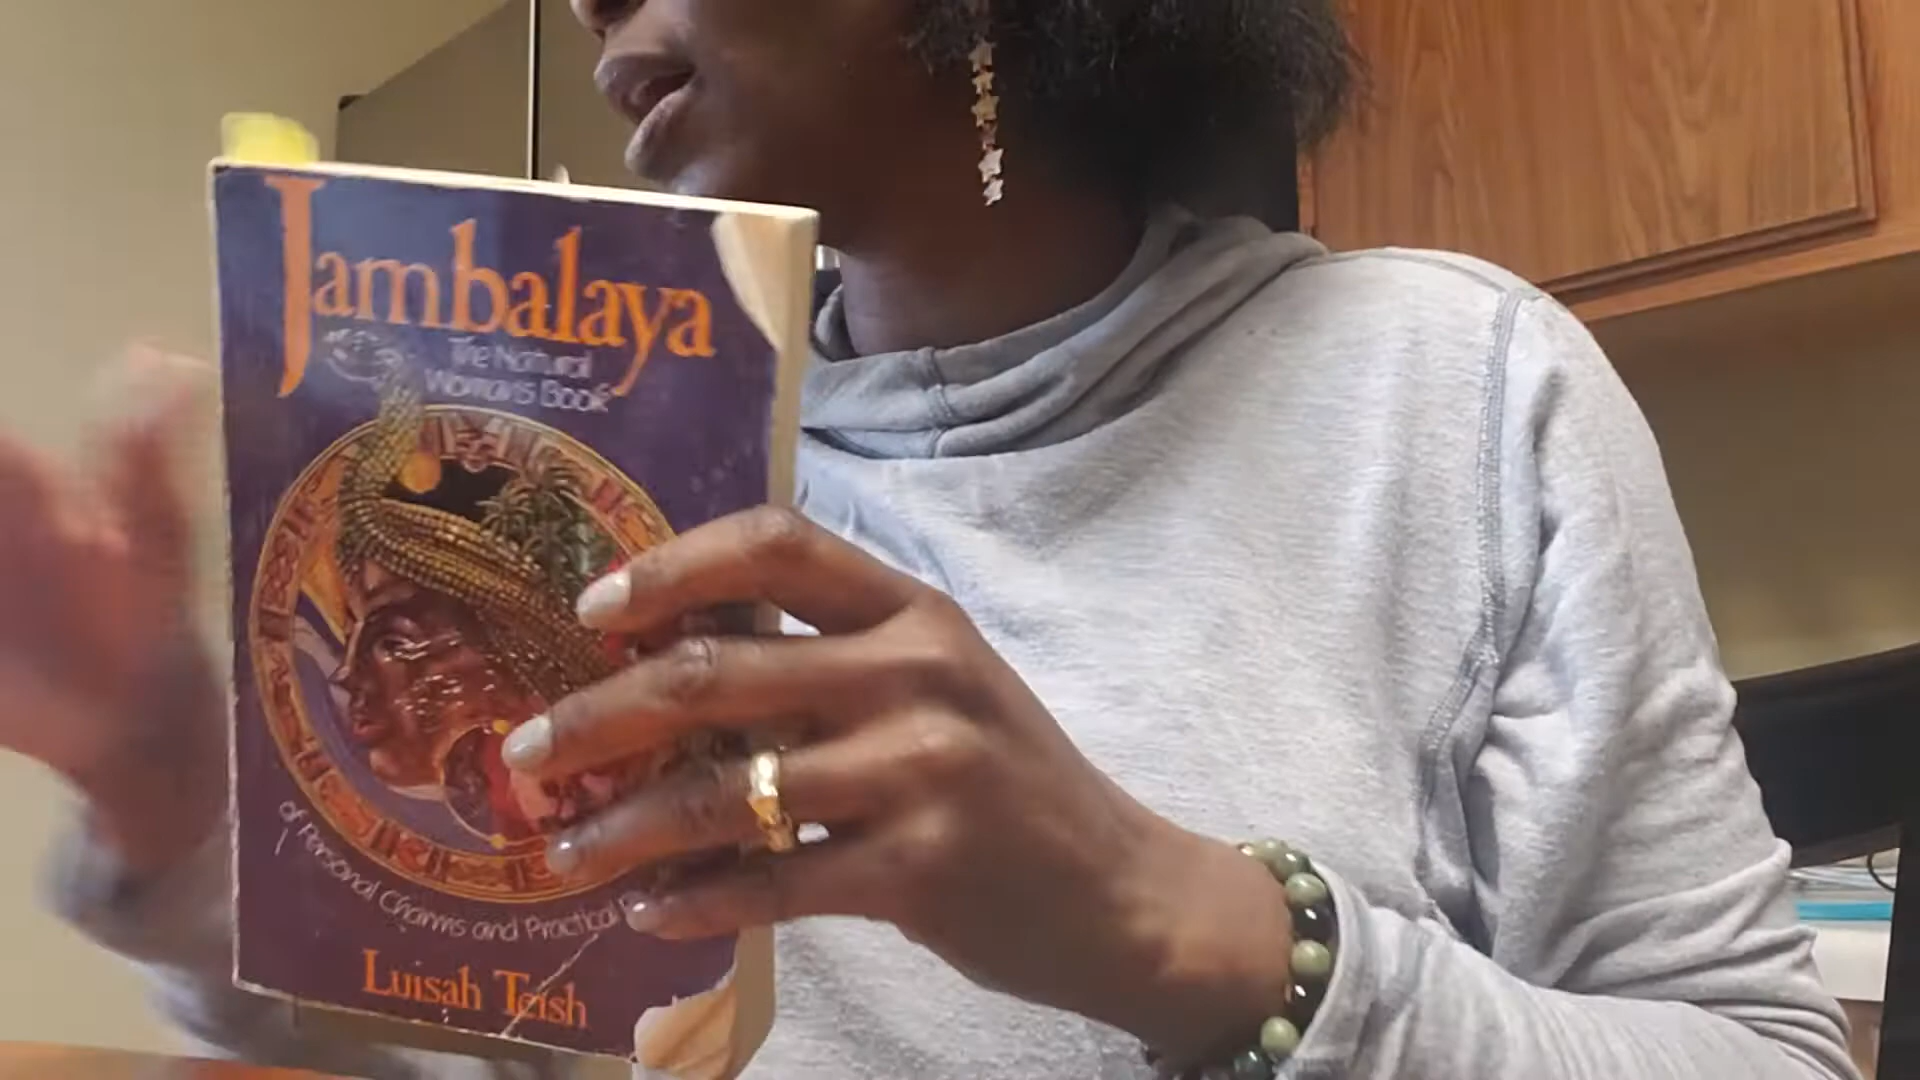 Jambalaya
The Natural
Woman's Book
of Personal Charms and Practical
Luisah Teish